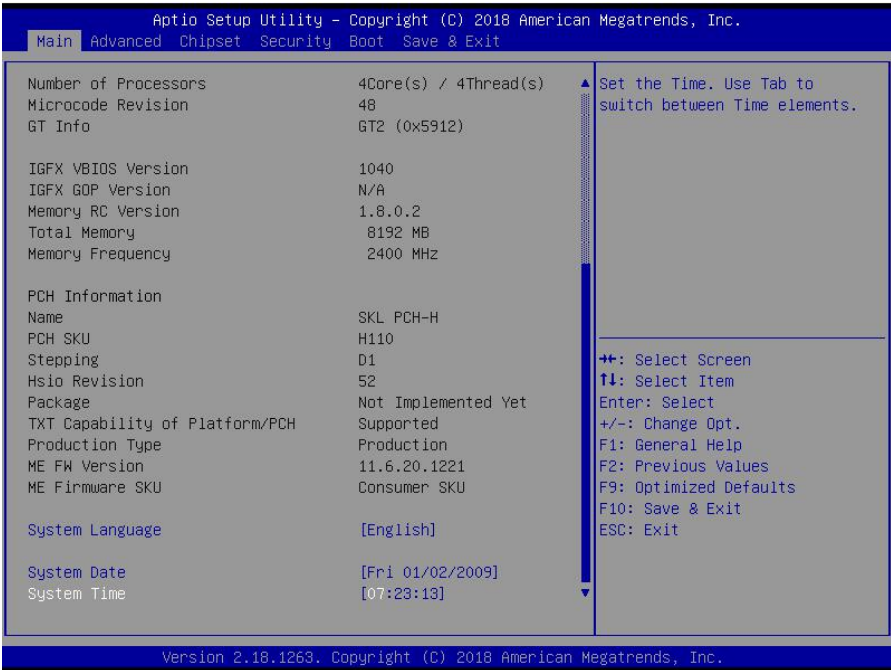 Aptio Setup Utility – Copyright (C) 2018 American Megatrends, Inc.
Main Advanced Chipset Security Boot Save & Exit
Number of Processors 4Core(s) / 4Thread(s)
Microcode Revision 48
GT Info GT2 (0x5912)
IGFX VBIOS Version 1040
IGFX GOP Version N/A
Memory RC Version 1.8.0.2
Total Memory 8192 MB
Memory Frequency 2400 MHz
PCH Information
Name SKL PCH-H
PCH SKU H110
Stepping D1
Hsio Revision 52
Package Not Implemented Yet
TXT Capability of Platform/PCH Supported
Production Type Production
ME FW Version 11.6.20.1221
ME Firmware SKU Consumer SKU
System Language [English]
System Date [Fri 01/02/2009]
System Time [07:23:13]
Set the Time. Use Tab to
switch between Time elements.
→←: Select Screen
↑↓: Select Item
Enter: Select
+/-: Change Opt.
F1: General Help
F2: Previous Values
F9: Optimized Defaults
F10: Save & Exit
ESC: Exit
Version 2.18.1263. Copyright (C) 2018 American Megatrends, Inc.